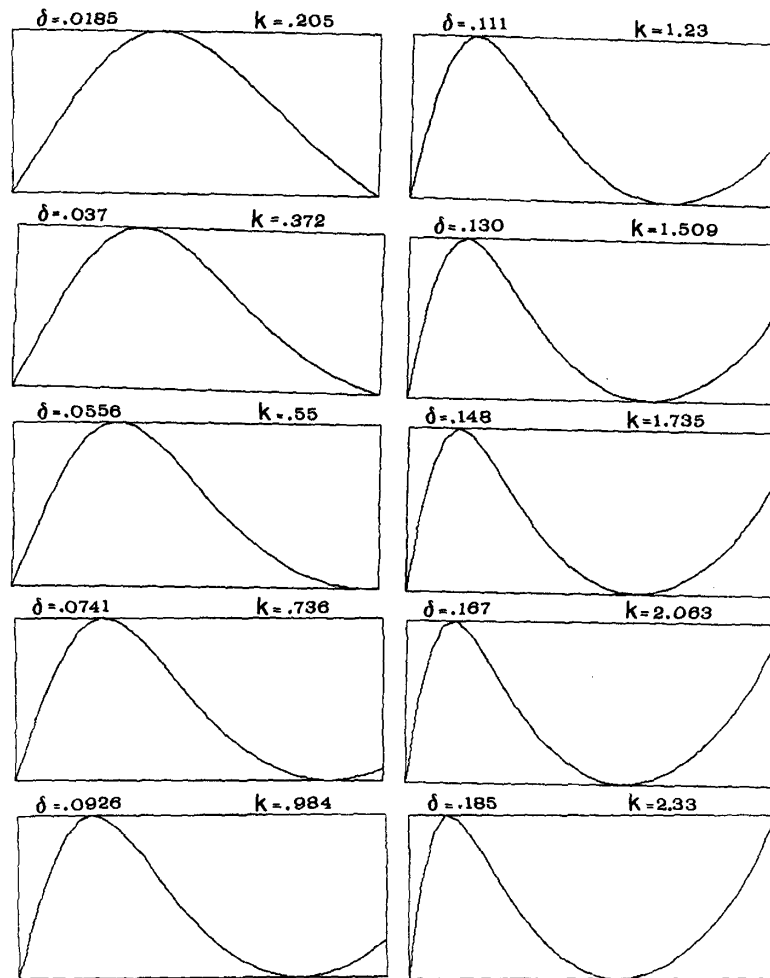 δ=.0185 k=.205
δ=.037 k=.372
δ=.0556 k=.55
δ=.0741 k=.736
δ=.0926 k=.984
δ=.111 k=1.23
δ=.130 k=1.509
δ=.148 k=1.735
δ=.167 k=2.063
δ=.185 k=2.33